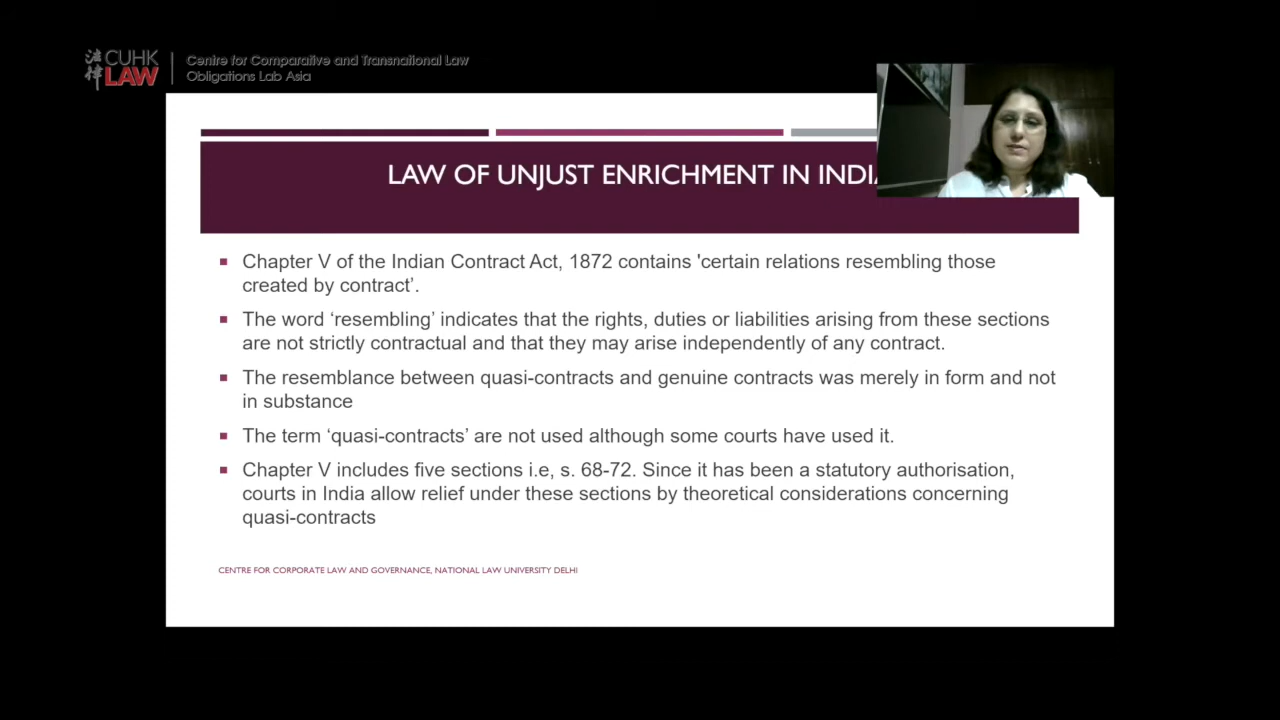 法律 CUHK LAW
Centre for Comparative and Transnational Law
Obligations Lab Asia
LAW OF UNJUST ENRICHMENT IN INDIA
Chapter V of the Indian Contract Act, 1872 contains 'certain relations resembling those
created by contract’.
The word ‘resembling’ indicates that the rights, duties or liabilities arising from these sections
are not strictly contractual and that they may arise independently of any contract.
The resemblance between quasi-contracts and genuine contracts was merely in form and not
in substance
The term ‘quasi-contracts’ are not used although some courts have used it.
Chapter V includes five sections i.e, s. 68-72. Since it has been a statutory authorisation,
courts in India allow relief under these sections by theoretical considerations concerning
quasi-contracts
CENTRE FOR CORPORATE LAW AND GOVERNANCE, NATIONAL LAW UNIVERSITY DELHI